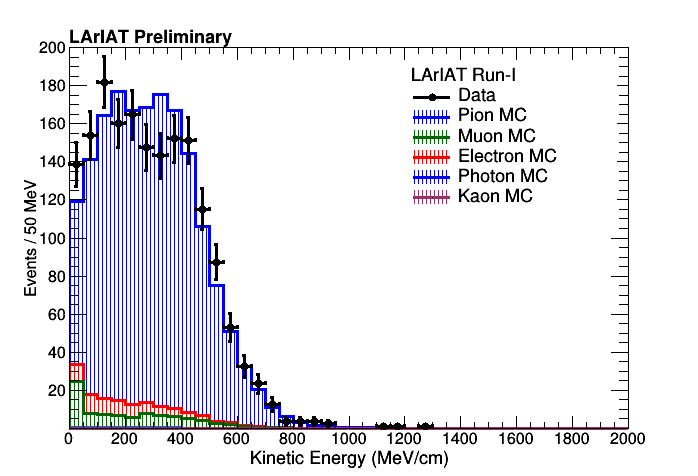 LArIAT Preliminary
200
180
160
140
120
100
80
60
40
20
Events / 50 MeV
LArIAT Run-I
Data
Pion MC
Muon MC
Electron MC
Photon MC
Kaon MC
0 200 400 600 800 1000 1200 1400 1600 1800 2000
Kinetic Energy (MeV/cm)